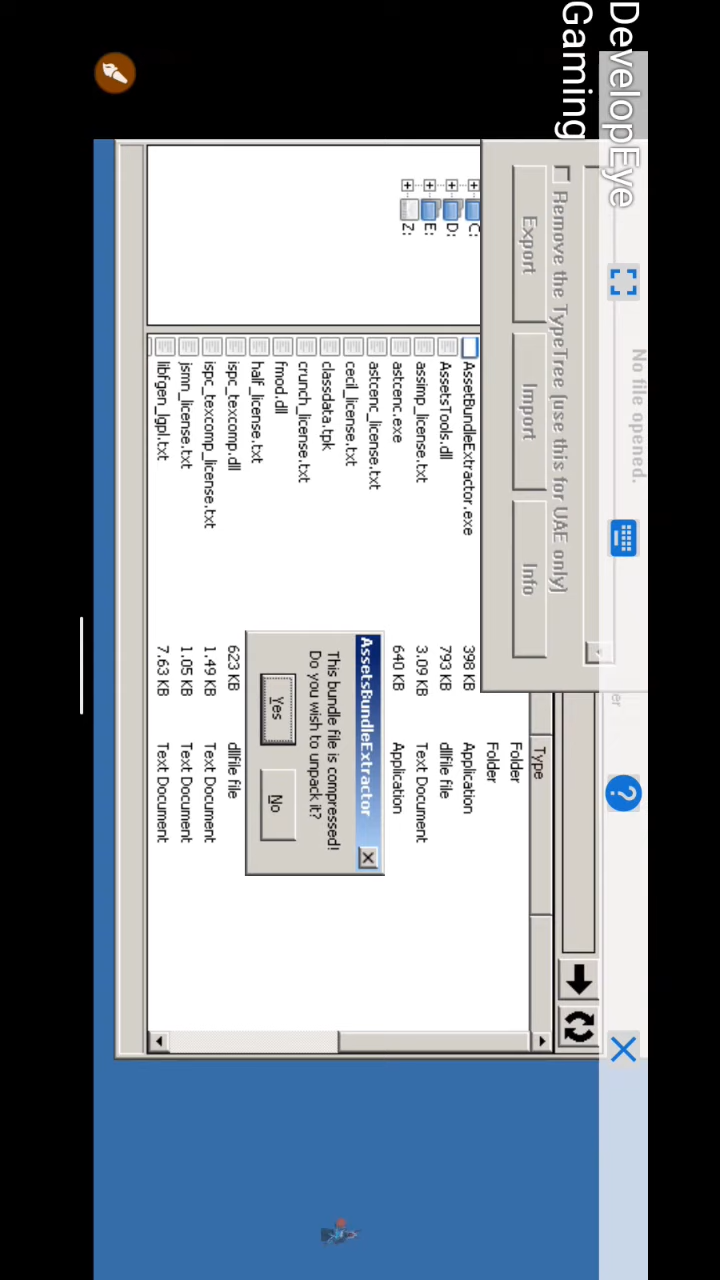 DevelopEye
Gaming
No file opened.
Remove the TypeTree (use this for UAE only)
Export
Import
Info
er
Type
C:
D:
E:
Z:
Folder
Folder
AssetBundleExtractor.exe 398 KB Application
AssetsTools.dll 793 KB dllfile file
assimp_license.txt 3.09 KB Text Document
astcenc.exe 640 KB Application
astcenc_license.txt
cecil_license.txt
classdata.tpk
crunch_license.txt
fmod.dll
half_license.txt
ispc_texcomp.dll 623 KB dllfile file
ispc_texcomp_license.txt 1.49 KB Text Document
jsmn_license.txt 1.05 KB Text Document
libfgen_lgpl.txt 7.63 KB Text Document
AssetsBundleExtractor
This bundle file is compressed!
Do you wish to unpack it?
Yes
No